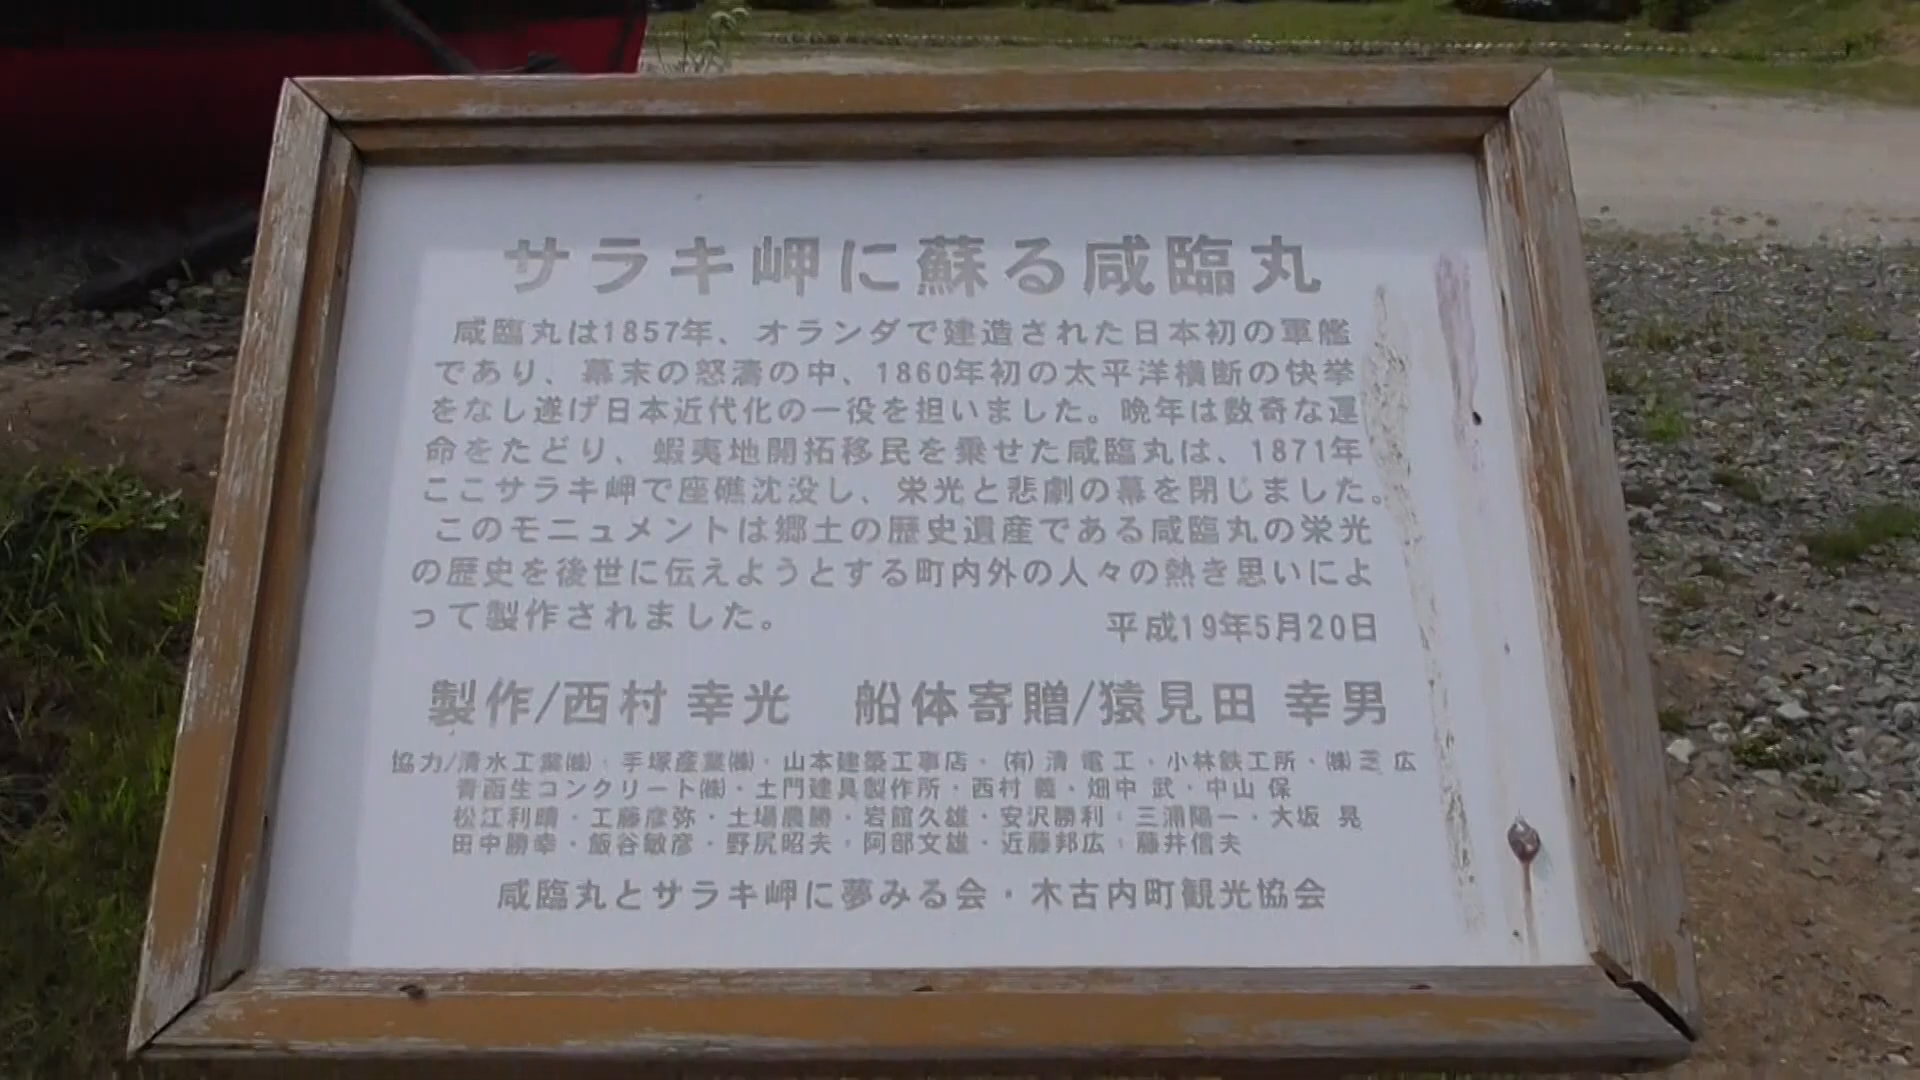 サラキ岬に蘇る咸臨丸
咸臨丸は1857年、オランダで建造された日本初の軍艦
であり、幕末の怒濤の中、1860年初の太平洋横断の快挙
をなし遂げ日本近代化の一役を担いました。晩年は数奇な運
命をたどり、蝦夷地開拓移民を乗せた咸臨丸は、1871年
ここサラキ岬で座礁沈没し、栄光と悲劇の幕を閉じました。
このモニュメントは郷土の歴史遺産である咸臨丸の栄光
の歴史を後世に伝えようとする町内外の人々の熱き思いによ
って製作されました。
平成19年5月20日
製作/西村 幸光　船体寄贈/猿見田 幸男
協力/清水工業㈱・手塚産業㈱・山本建築工事店・(有)清電工・小林鉄工所・㈱芝広
青函生コンクリート㈱・土門建具製作所・西村 義・畑中 武・中山 保
松江利晴・工藤彦弥・土場農勝・岩館久雄・安沢勝利・三浦陽一・大坂 晃
田中勝幸・飯谷敏彦・野尻昭夫・阿部文雄・近藤邦広・藤井信夫
咸臨丸とサラキ岬に夢みる会・木古内町観光協会